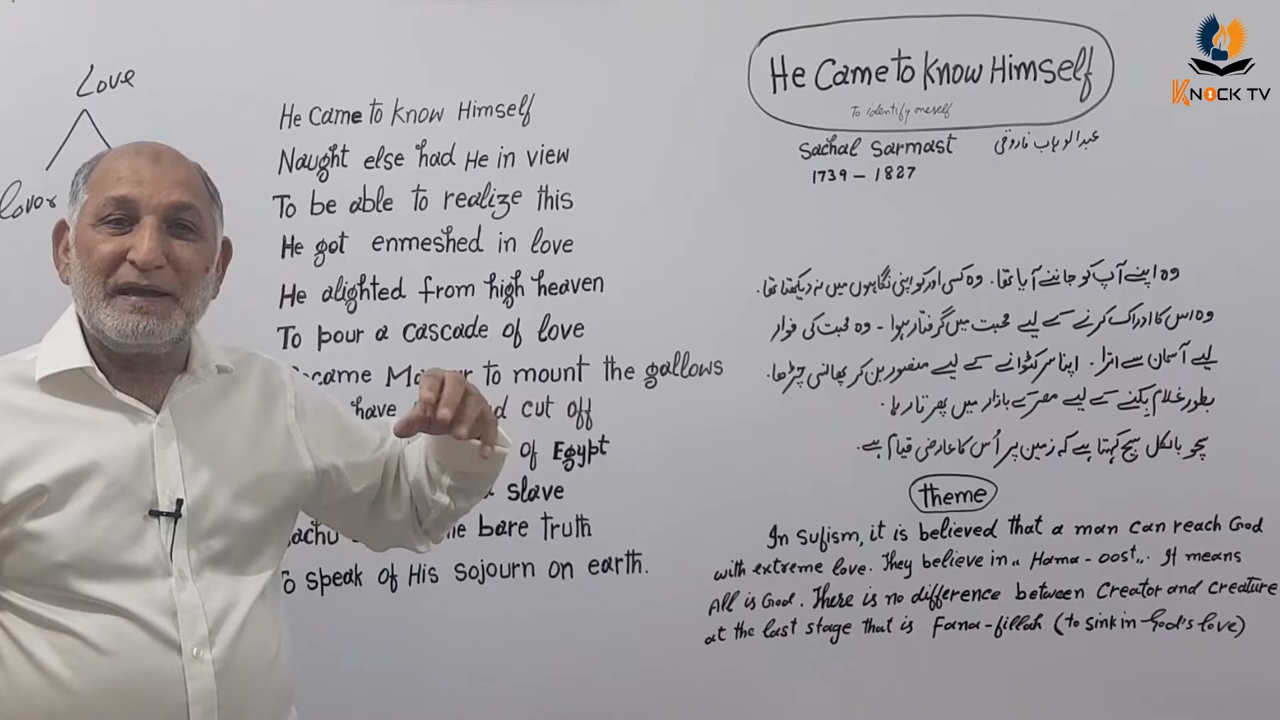 Love
lover
He Came to Know Himself
Naught else had He in view
To be able to realize this
He got enmeshed in love
He alighted from high heaven
To pour a cascade of love
to mount the gallows
have cut off
of Egypt
slave
bare truth
To speak of His sojourn on earth.
He Came to Know Himself
To identify oneself
Sachal Sarmast عبدالوہاب فاروقی
1739 – 1827
وہ اپنے آپ کو جاننے آیا تھا۔ وہ کسی اور کو اپنی نگاہوں میں نہ دیکھتا تھا۔
وہ اس کا ادراک کرنے کے لیے محبت میں گرفتار ہوا۔ وہ محبت کی فوار
لیے آسمان سے اترا۔ اپنا سر کٹوانے کے لیے منصور بن کر پھانسی چڑھا۔
بطور غلام بکنے کے لیے مصر کے بازار میں پھرتا رہا۔
سچو بالکل سچ کہتا ہے کہ زمین پر اُس کا عارضی قیام ہے۔
theme
In Sufism, it is believed that a man can reach God
with extreme love. They believe in "Hama-oost". It means
All is God. There is no difference between Creator and creature
at the last stage that is Fana-fillah (to sink in God's love)
KNOCK TV